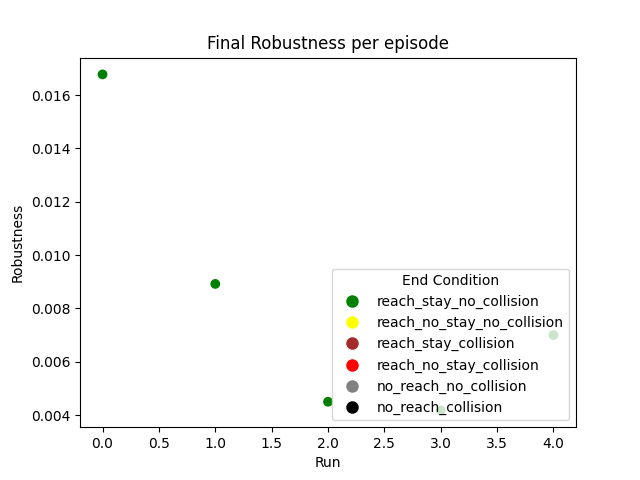 Final Robustness per episode
Robustness
0.016
0.014
0.012
0.010
0.008
0.006
0.004
End Condition
reach_stay_no_collision
reach_no_stay_no_collision
reach_stay_collision
reach_no_stay_collision
no_reach_no_collision
no_reach_collision
0.0 0.5 1.0 1.5 2.0 2.5 3.0 3.5 4.0
Run